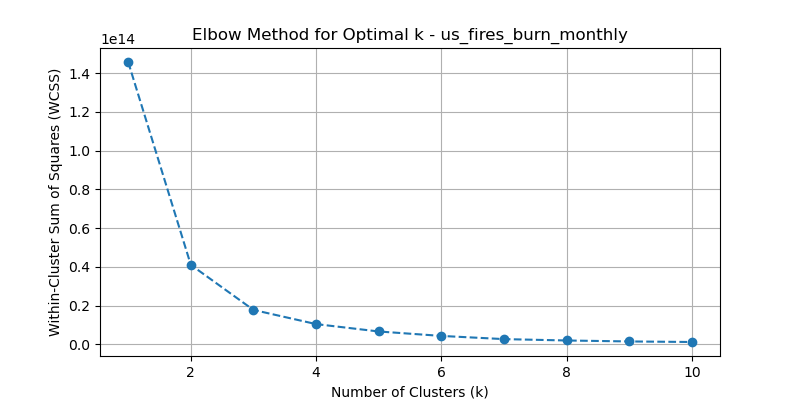 Elbow Method for Optimal k - us_fires_burn_monthly
1e14
1.4
1.2
1.0
0.8
0.6
0.4
0.2
0.0
Within-Cluster Sum of Squares (WCSS)
2 4 6 8 10
Number of Clusters (k)